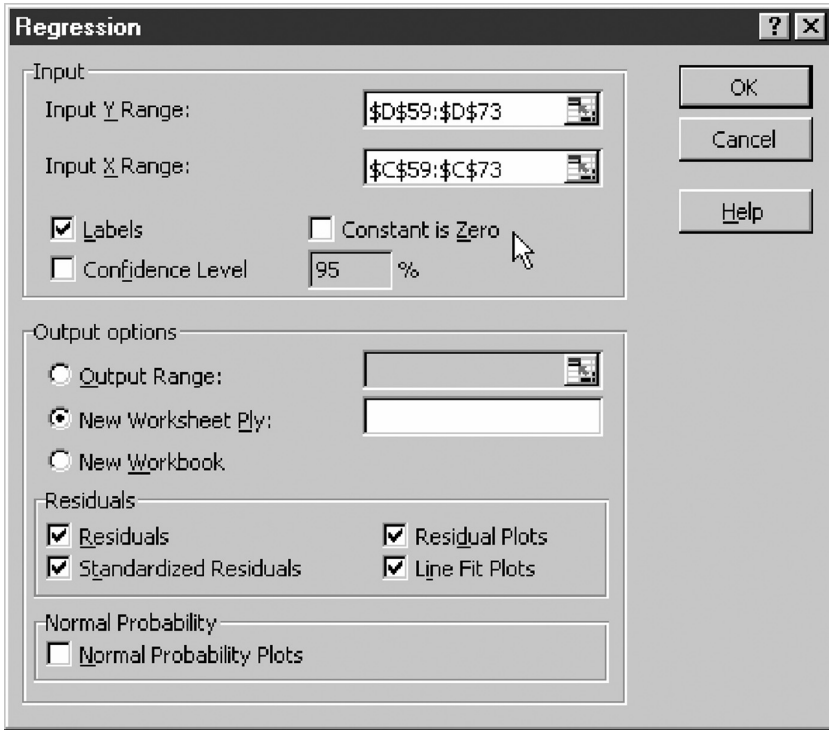 Regression
Input
Input Y Range: $D$59:$D$73
Input X Range: $C$59:$C$73
Labels Constant is Zero
Confidence Level 95 %
OK
Cancel
Help
Output options
Output Range:
New Worksheet Ply:
New Workbook
Residuals
Residuals Residual Plots
Standardized Residuals Line Fit Plots
Normal Probability
Normal Probability Plots